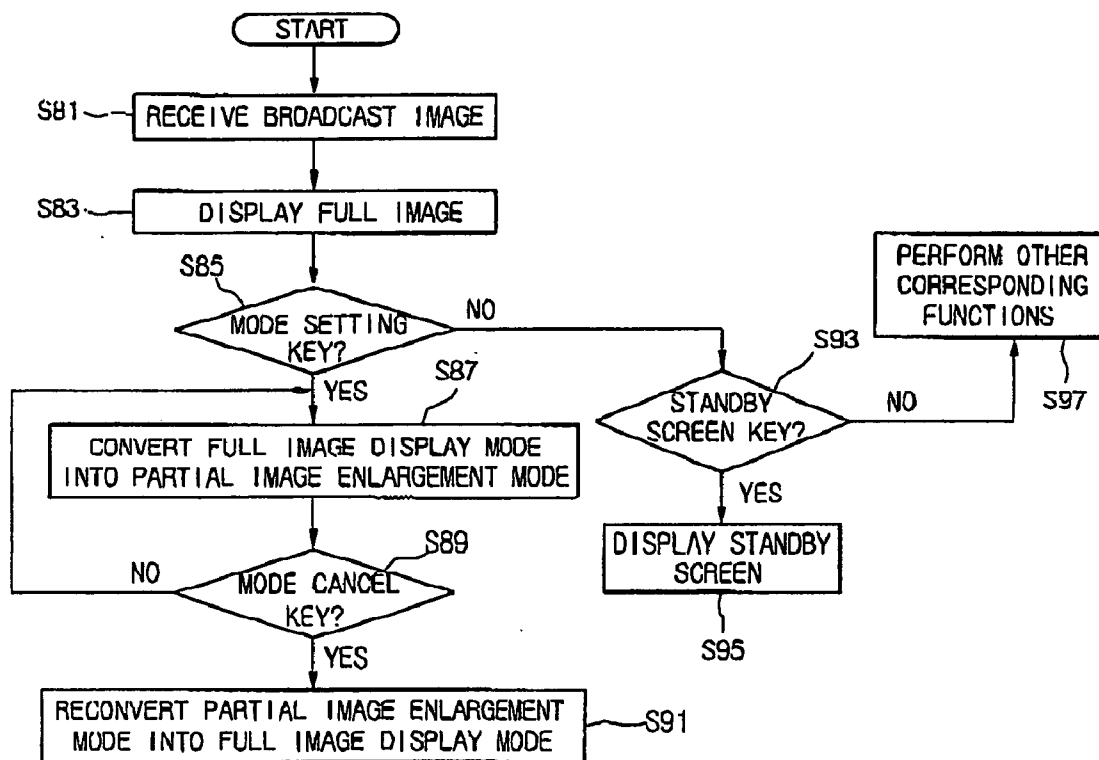 START
S81
RECEIVE BROADCAST IMAGE
S83
DISPLAY FULL IMAGE
S85
MODE SETTING
KEY?
NO
YES
S87
CONVERT FULL IMAGE DISPLAY MODE
INTO PARTIAL IMAGE ENLARGEMENT MODE
S89
MODE CANCEL
KEY?
NO
YES
RECONVERT PARTIAL IMAGE ENLARGEMENT
MODE INTO FULL IMAGE DISPLAY MODE
S91
S93
STANDBY
SCREEN KEY?
NO
YES
DISPLAY STANDBY
SCREEN
S95
PERFORM OTHER
CORRESPONDING
FUNCTIONS
S97